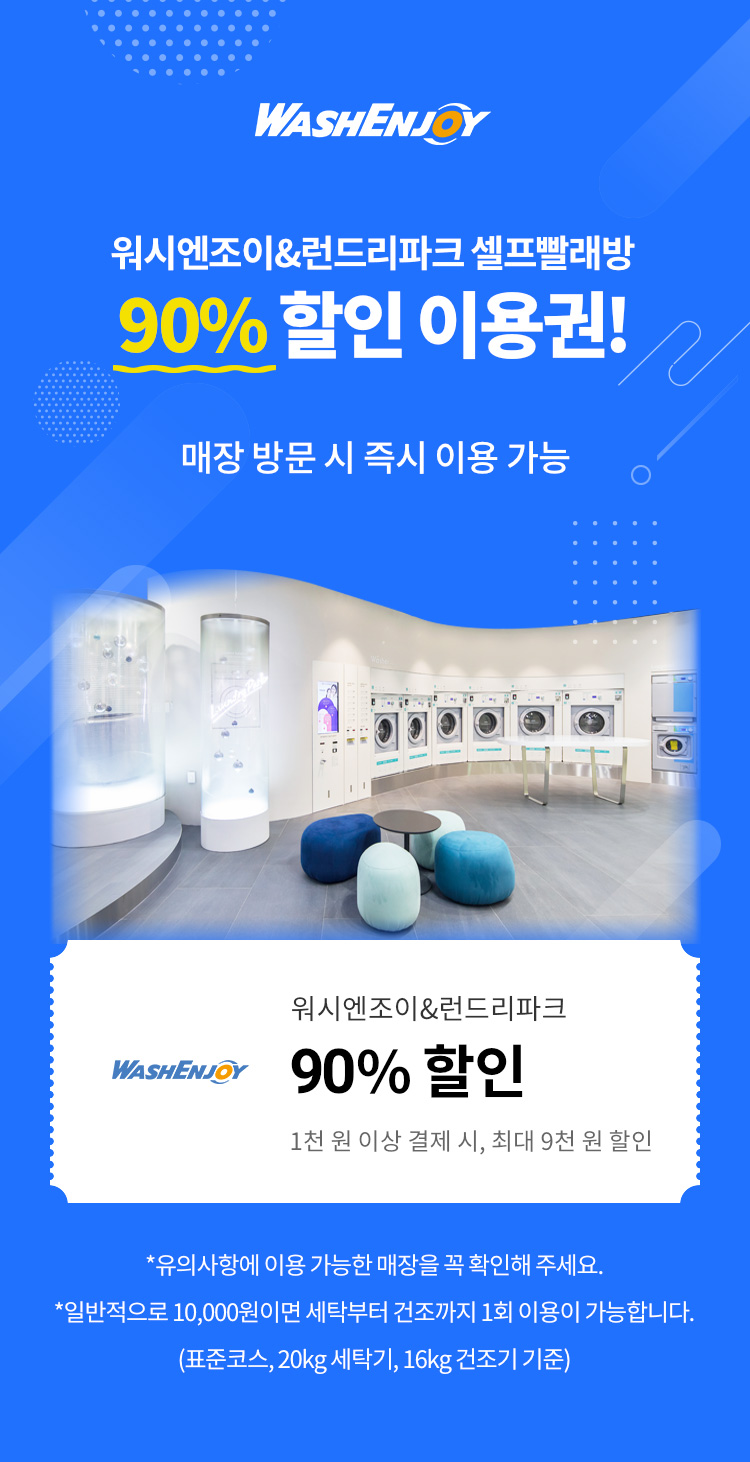 WASHENJOY
워시엔조이&런드리파크 셀프빨래방
90% 할인 이용권!
매장 방문 시 즉시 이용 가능
워시엔조이&런드리파크
WASHENJOY
90% 할인
1천 원 이상 결제 시, 최대 9천 원 할인
*유의사항에 이용 가능한 매장을 꼭 확인해 주세요.
*일반적으로 10,000원이면 세탁부터 건조까지 1회 이용이 가능합니다.
(표준코스, 20kg 세탁기, 16kg 건조기 기준)